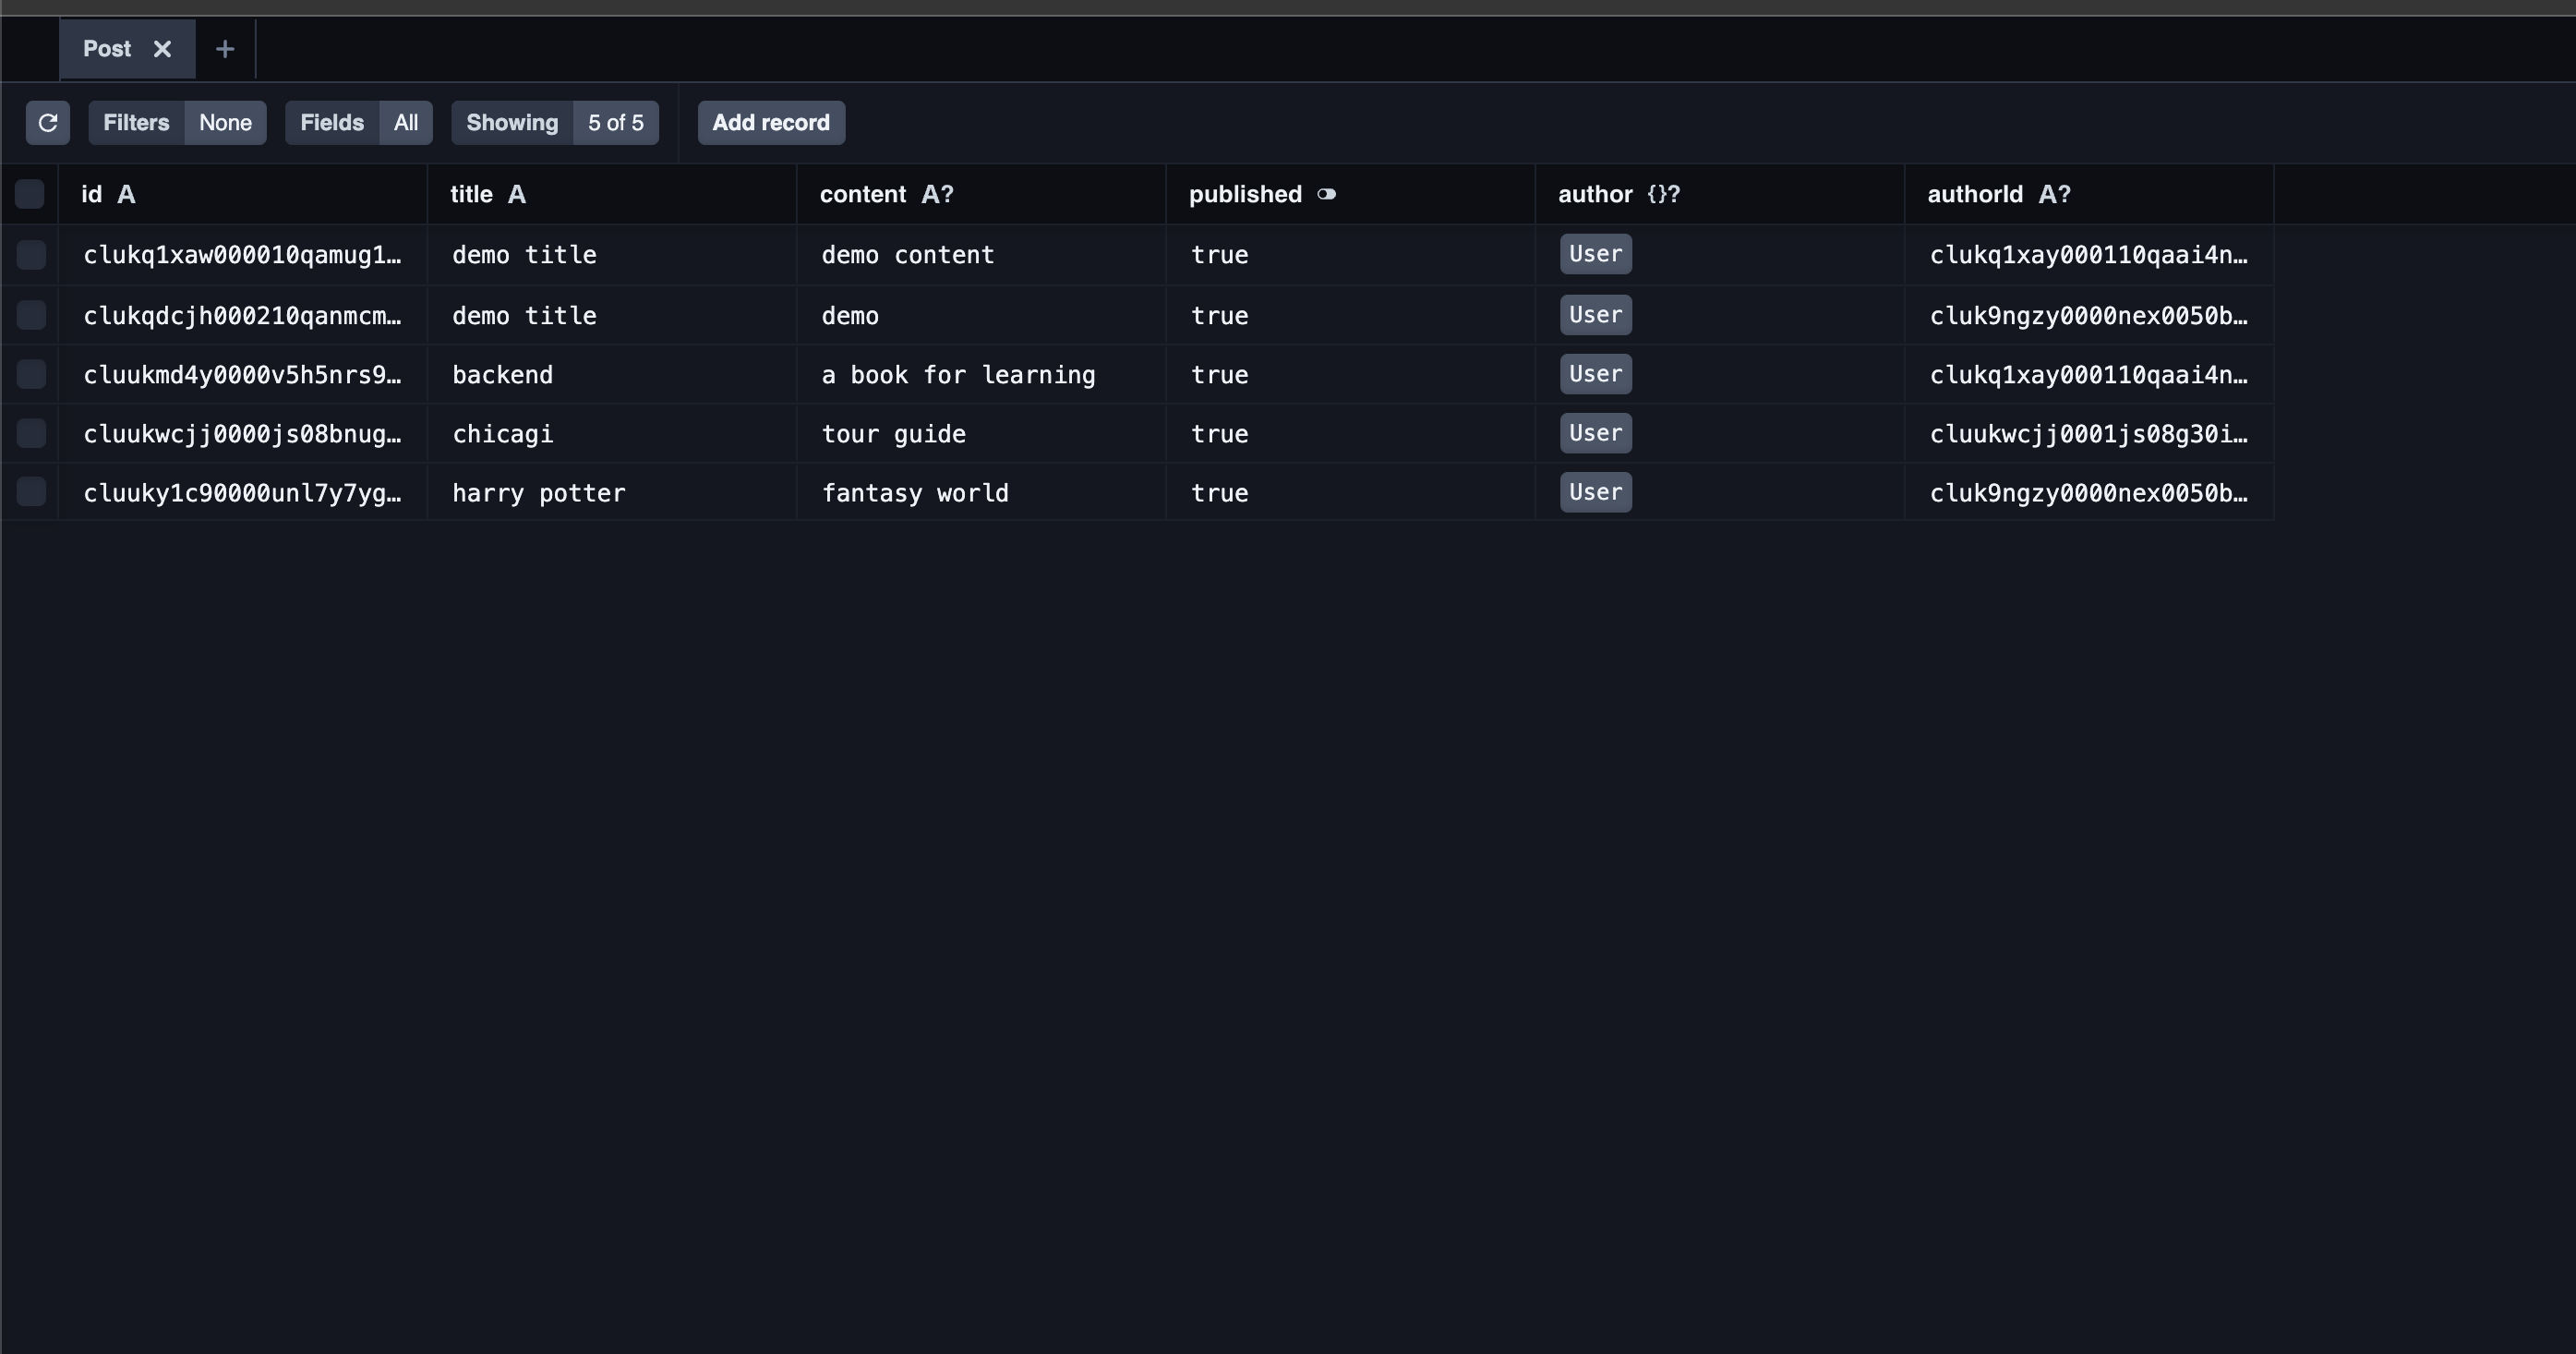 Post
Filters None Fields All Showing 5 of 5 Add record
id A title A content A? published author {}? authorId A?
clukq1xaw000010qamug1… demo title demo content true User clukq1xay000110qaai4n…
clukqdcjh000210qanmcm… demo title demo true User cluk9ngzy0000nex0050b…
cluukmd4y0000v5h5nrs9… backend a book for learning true User clukq1xay000110qaai4n…
cluukwcjj0000js08bnug… chicagi tour guide true User cluukwcjj0001js08g30i…
cluuky1c90000unl7y7yg… harry potter fantasy world true User cluk9ngzy0000nex0050b…